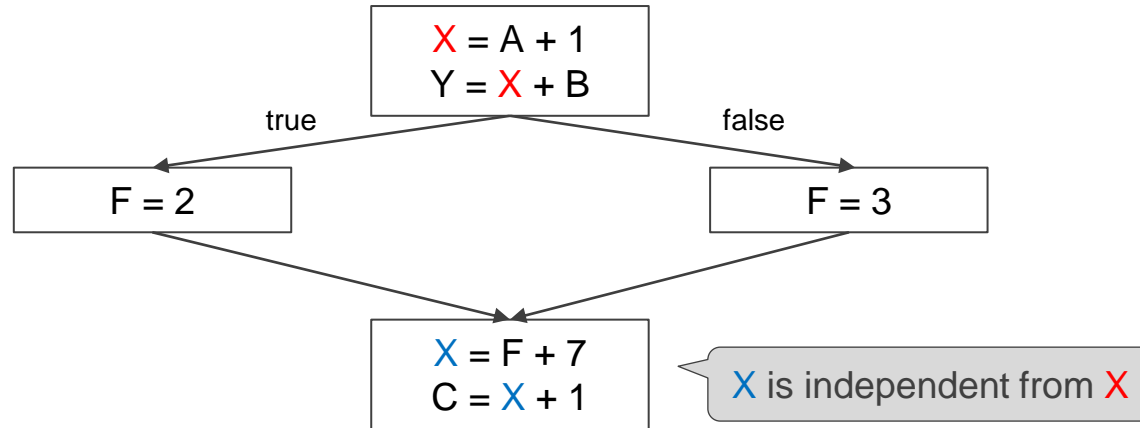 X = A + 1
Y = X + B
true
false
F = 2
F = 3
X = F + 7
C = X + 1
X is independent from X